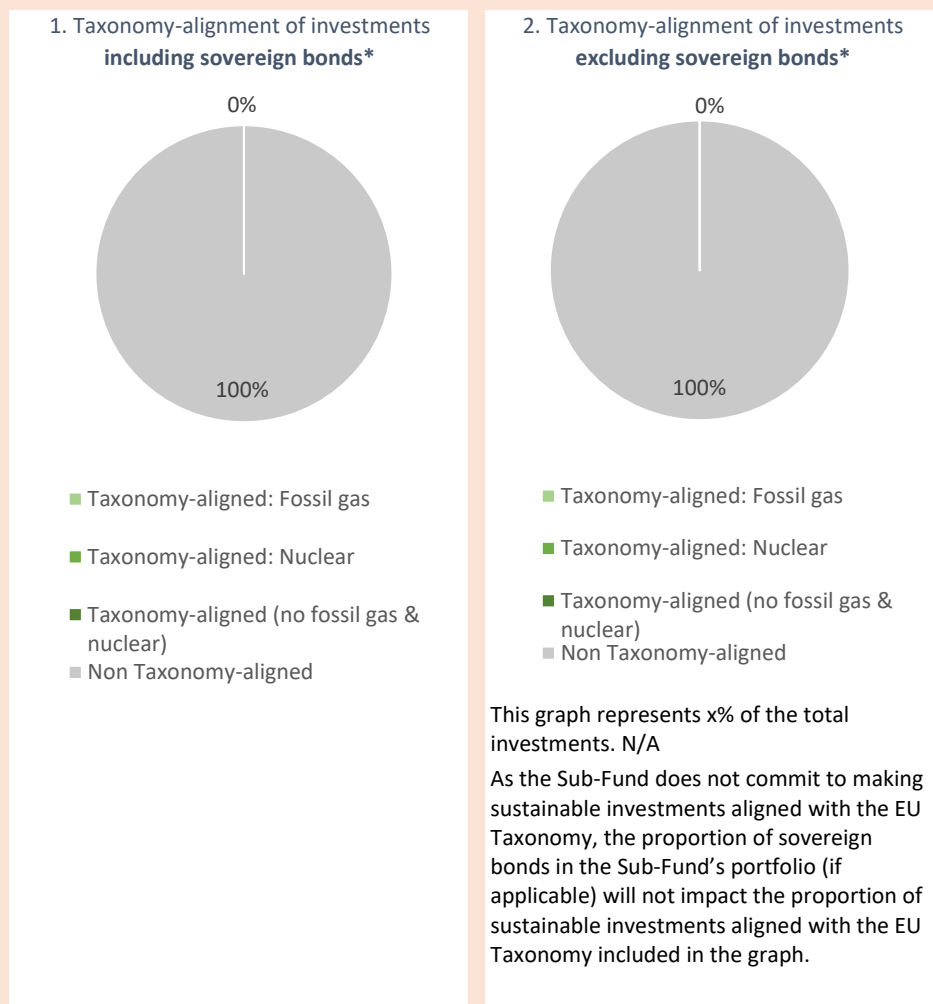 1. Taxonomy-alignment of investments
including sovereign bonds*
0%
100%
Taxonomy-aligned: Fossil gas
Taxonomy-aligned: Nuclear
Taxonomy-aligned (no fossil gas &
nuclear)
Non Taxonomy-aligned
2. Taxonomy-alignment of investments
excluding sovereign bonds*
0%
100%
Taxonomy-aligned: Fossil gas
Taxonomy-aligned: Nuclear
Taxonomy-aligned (no fossil gas &
nuclear)
Non Taxonomy-aligned
This graph represents x% of the total
investments. N/A
As the Sub-Fund does not commit to making
sustainable investments aligned with the EU
Taxonomy, the proportion of sovereign
bonds in the Sub-Fund’s portfolio (if
applicable) will not impact the proportion of
sustainable investments aligned with the EU
Taxonomy included in the graph.